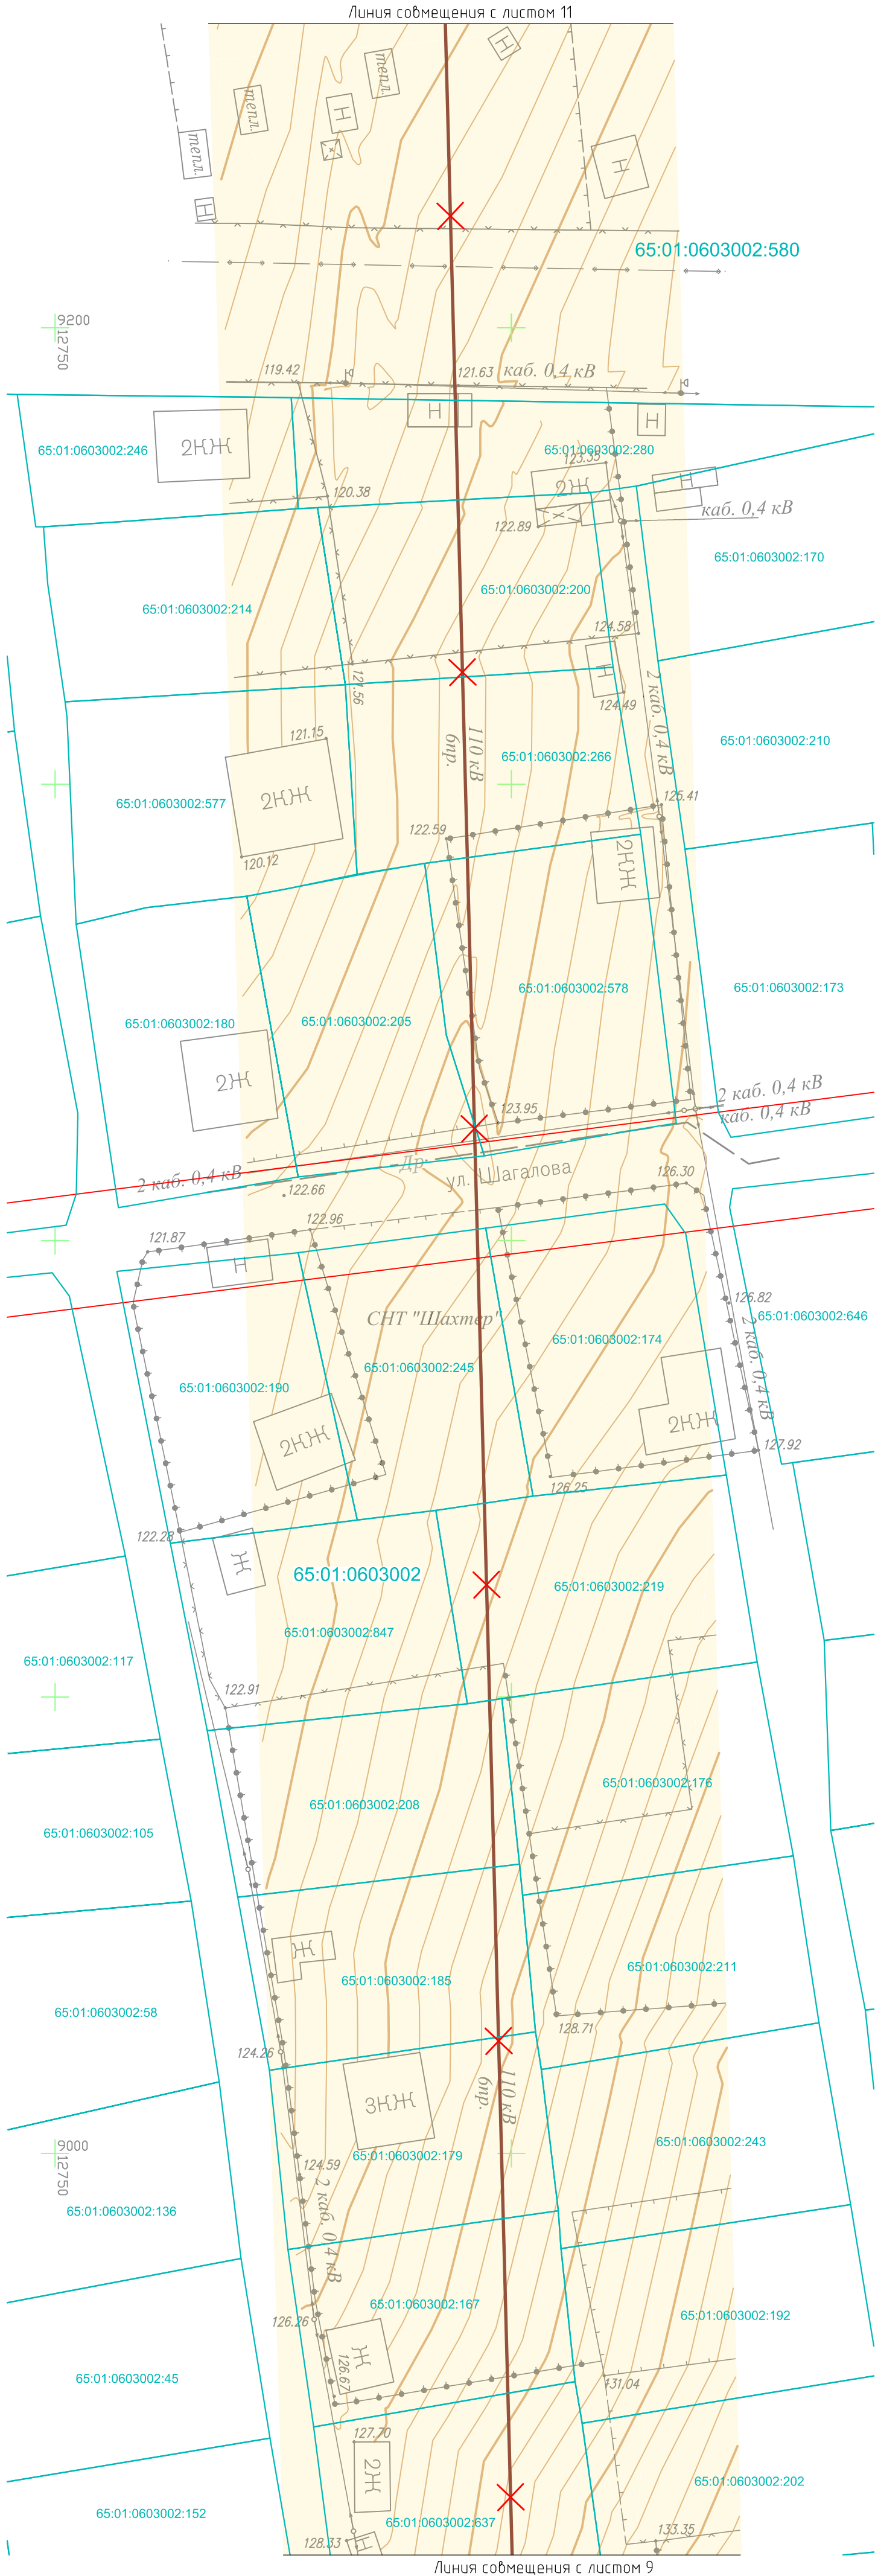 Линия совмещения с листом 11
Н
тепл.
тепл.
Н
тепл.
Н
Н
65:01:0603002:580
9200
12750
119.42
121.63
каб. 0,4 кВ
Н
Н
65:01:0603002:246
2КЖ
65:01:0603002:280
123.35
2Ж
Н
120.38
122.89
каб. 0,4 кВ
65:01:0603002:170
65:01:0603002:200
65:01:0603002:214
124.58
Н
121.56
124.49
2 каб. 0,4 кВ
121.15
110 кВ
6пр.
65:01:0603002:210
65:01:0603002:266
65:01:0603002:577
2КЖ
125.41
122.59
120.12
2КЖ
65:01:0603002:578
65:01:0603002:173
65:01:0603002:180
65:01:0603002:205
2Ж
2 каб. 0,4 кВ
123.95
каб. 0,4 кВ
Др
ул. Шагалова
2 каб. 0,4 кВ
126.30
122.66
122.96
121.87
Н
126.82
СНТ "Шахтер"
65:01:0603002:646
65:01:0603002:174
2 каб. 0,4 кВ
65:01:0603002:245
65:01:0603002:190
2КЖ
2КЖ
127.92
126.25
122.28
Ж
65:01:0603002
65:01:0603002:219
65:01:0603002:847
65:01:0603002:117
122.91
65:01:0603002:176
65:01:0603002:208
65:01:0603002:105
Ж
65:01:0603002:211
65:01:0603002:185
65:01:0603002:58
128.71
124.26
110 кВ
6пр.
3КЖ
65:01:0603002:243
9000
12750
65:01:0603002:179
124.59
2 каб. 0,4 кВ
65:01:0603002:136
65:01:0603002:167
65:01:0603002:192
126.26
Ж
126.67
65:01:0603002:45
131.04
127.70
2Ж
65:01:0603002:202
65:01:0603002:152
65:01:0603002:637
133.35
128.33
Н
Линия совмещения с листом 9